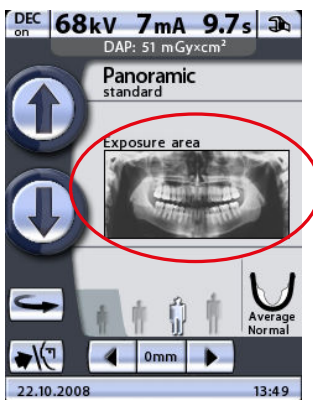 DEC on 68kV 7mA 9.7s
DAP: 51 mGy×cm²
Panoramic
standard
Exposure area
Average
Normal
0mm
22.10.2008 13:49